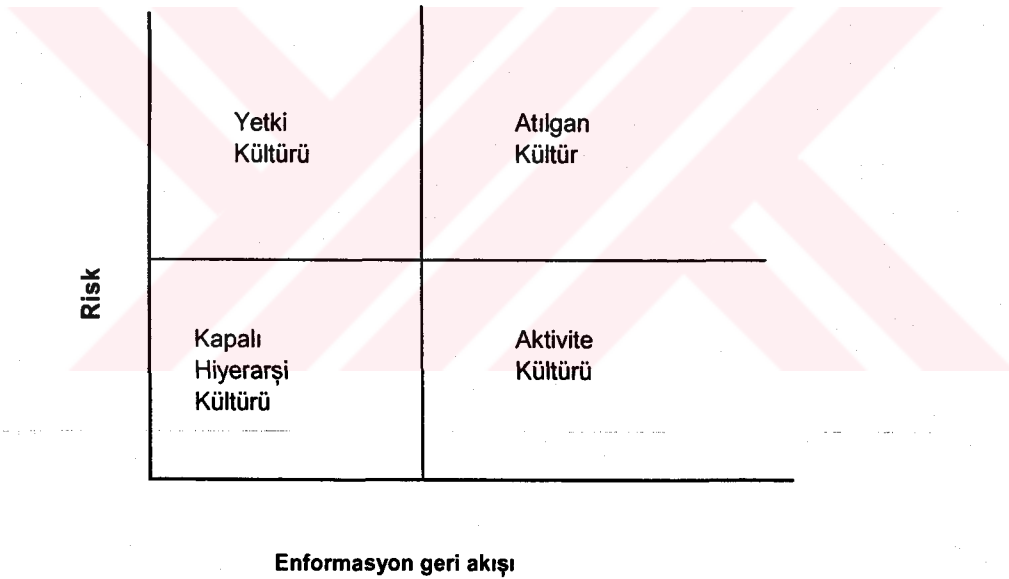 Yetki
Kültürü
Atılgan
Kültür
Risk
Kapalı
Hiyerarşi
Kültürü
Aktivite
Kültürü
Enformasyon geri akışı